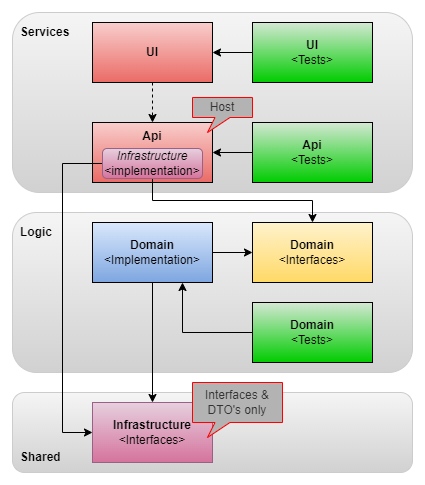 Services
UI
UI
<Tests>
Host
Api
Infrastructure
<implementation>
Api
<Tests>
Logic
Domain
<Implementation>
Domain
<Interfaces>
Domain
<Tests>
Interfaces &
DTO's only
Infrastructure
<Interfaces>
Shared